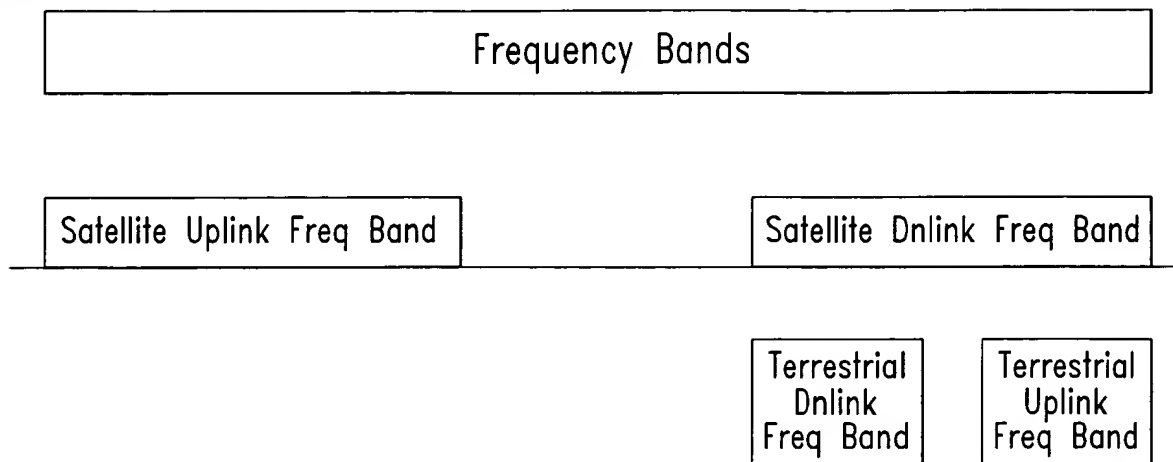 Frequency Bands
Satellite Uplink Freq Band
Satellite Dnlink Freq Band
Terrestrial
Dnlink
Freq Band
Terrestrial
Uplink
Freq Band